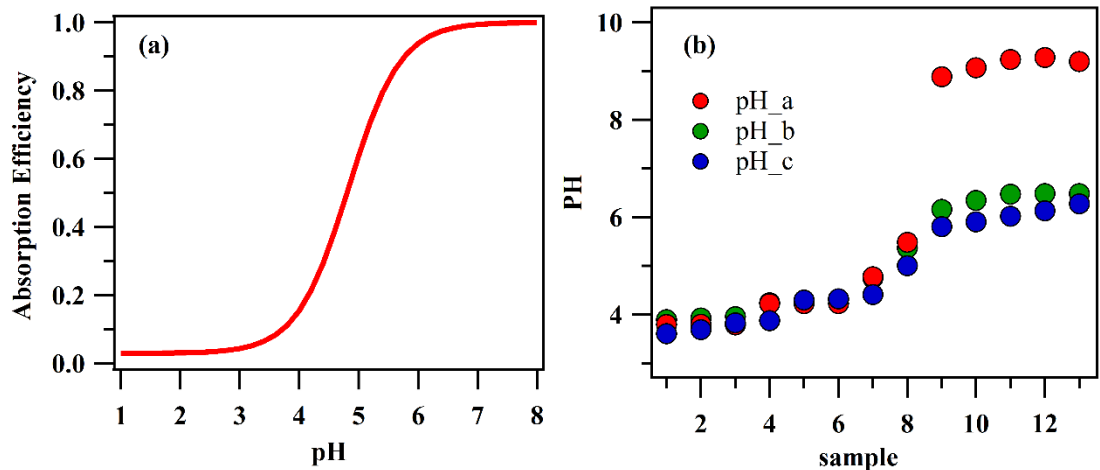 (a)
Absorption Efficiency
1.0
0.8
0.6
0.4
0.2
0.0
1 2 3 4 5 6 7 8
pH
(b)
pH_a
pH_b
pH_c
PH
10
8
6
4
2 4 6 8 10 12
sample